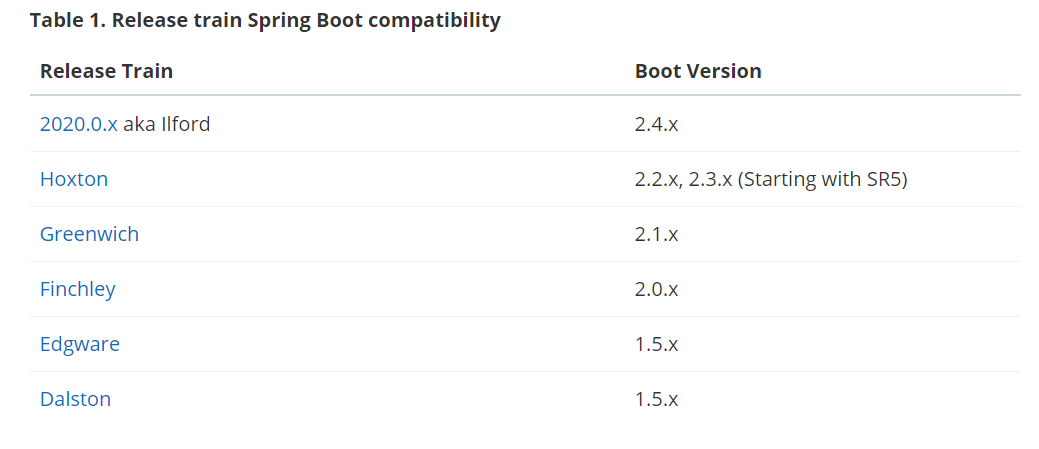 Table 1. Release train Spring Boot compatibility
Release Train Boot Version
2020.0.x aka Ilford 2.4.x
Hoxton 2.2.x, 2.3.x (Starting with SR5)
Greenwich 2.1.x
Finchley 2.0.x
Edgware 1.5.x
Dalston 1.5.x